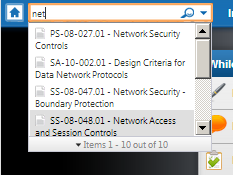 net
In
PS-08-027.01 - Network Security
Controls
SA-10-002.01 - Design Criteria for
Data Network Protocols
While
SS-08-047.01 - Network Security -
Boundary Protection
SS-08-048.01 - Network Access
and Session Controls
Items 1 - 10 out of 10